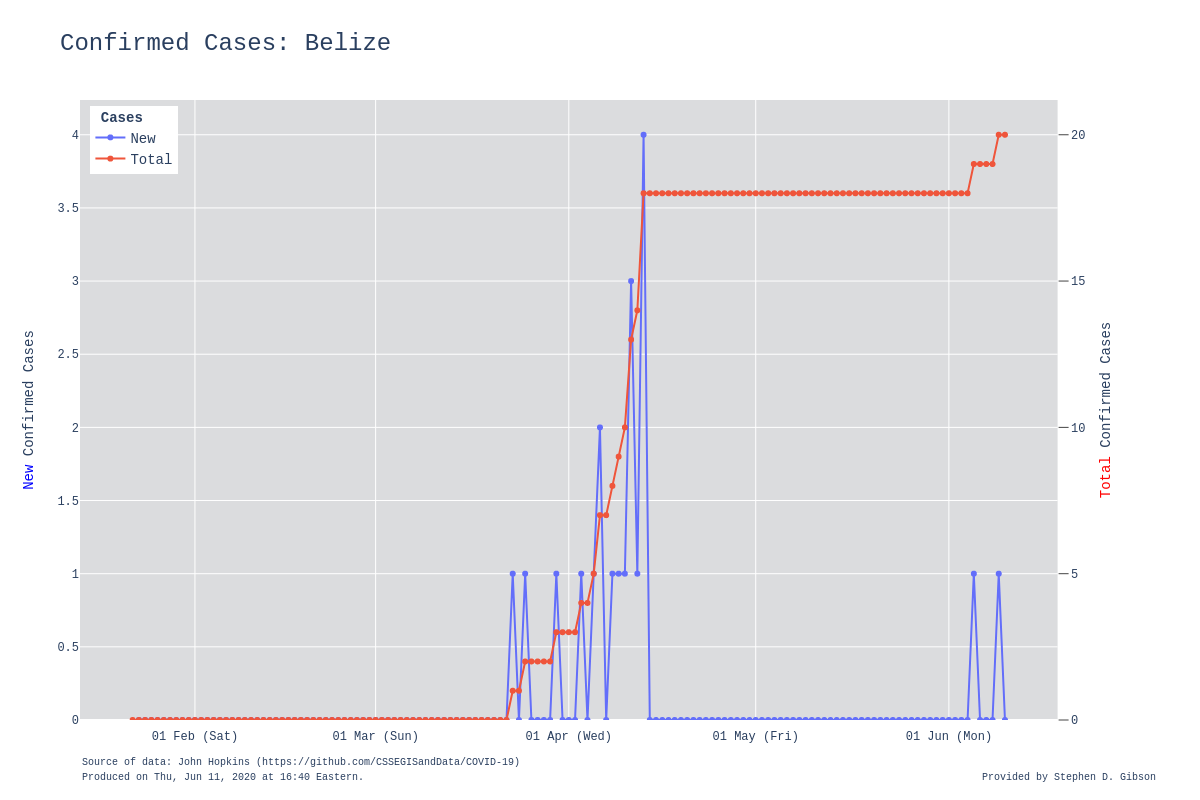 Confirmed Cases: Belize
Cases
New
Total
4
3.5
3
2.5
2
1.5
1
0.5
0
20
15
10
5
0
New Confirmed Cases
Total Confirmed Cases
01 Feb (Sat) 01 Mar (Sun) 01 Apr (Wed) 01 May (Fri) 01 Jun (Mon)
Source of data: John Hopkins (https://github.com/CSSEGISandData/COVID-19)
Produced on Thu, Jun 11, 2020 at 16:40 Eastern.
Provided by Stephen D. Gibson